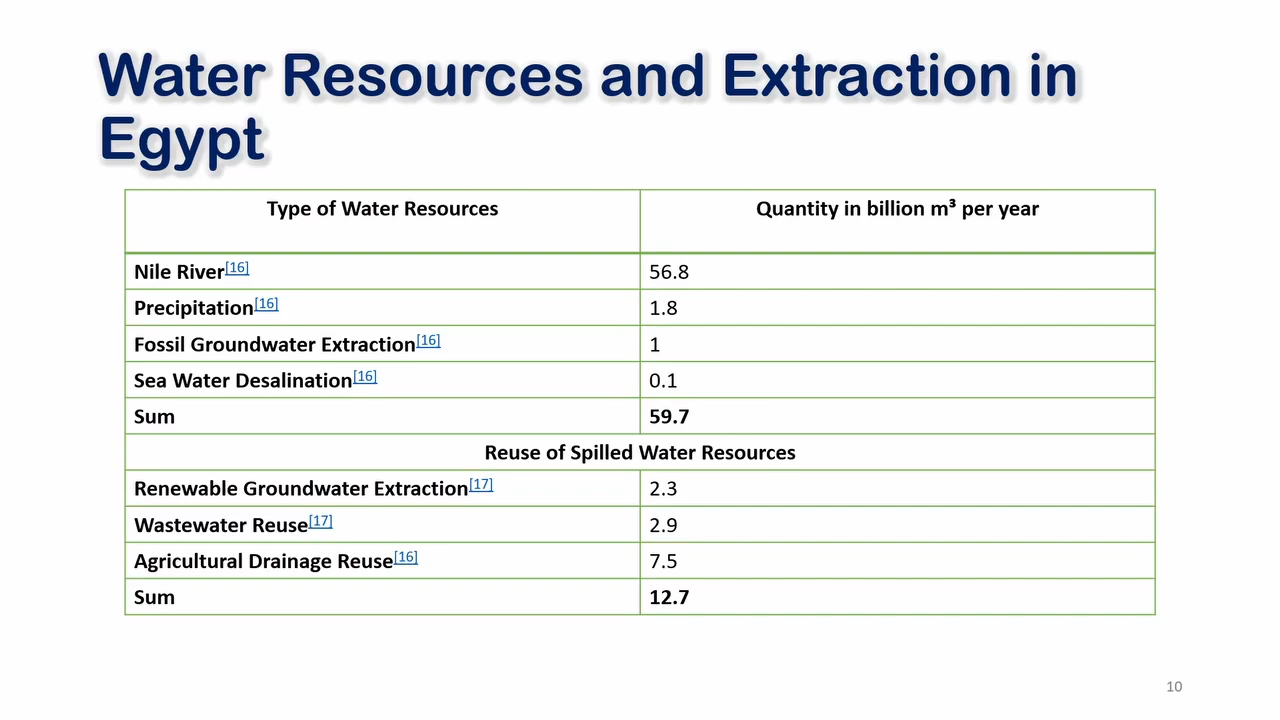 Water Resources and Extraction in
Egypt
Type of Water Resources Quantity in billion m³ per year
Nile River[16] 56.8
Precipitation[16] 1.8
Fossil Groundwater Extraction[16] 1
Sea Water Desalination[16] 0.1
Sum 59.7
Reuse of Spilled Water Resources
Renewable Groundwater Extraction[17] 2.3
Wastewater Reuse[17] 2.9
Agricultural Drainage Reuse[16] 7.5
Sum 12.7
10